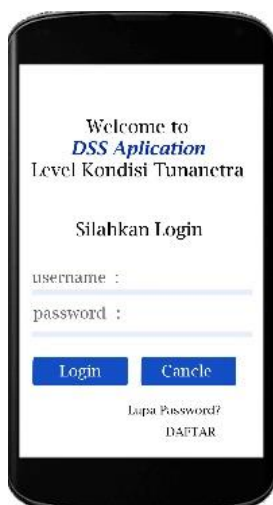 Welcome to
DSS Aplication
Level Kondisi Tunanetra
Silahkan Login
username :
password :
Login Cancle
Lupa Password?
DAFTAR